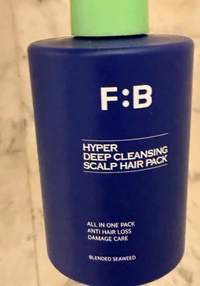 F:B
HYPER
DEEP CLEANSING
SCALP HAIR PACK
ALL IN ONE PACK
ANTI HAIR LOSS
DAMAGE CARE
BLENDED SEAWEED